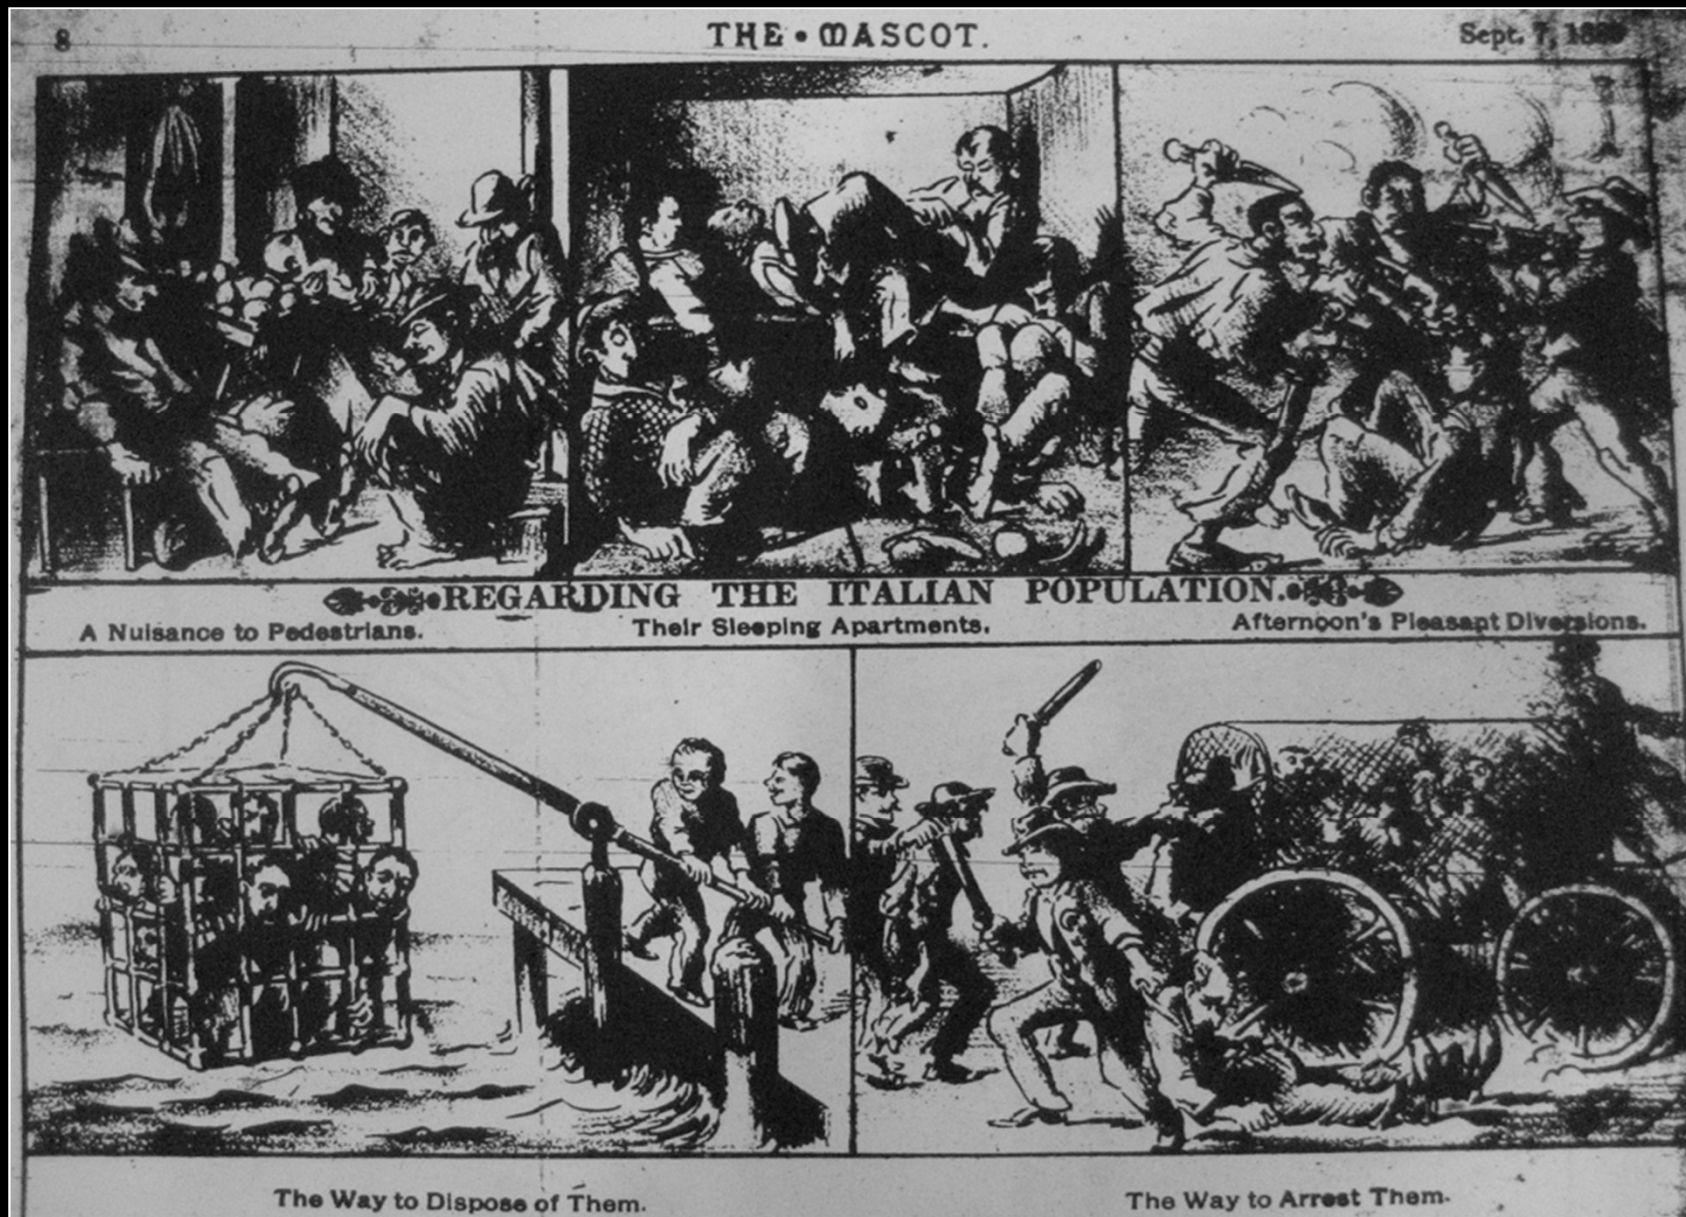 8
THE • MASCOT.
Sept. 7,
REGARDING THE ITALIAN POPULATION.
A Nuisance to Pedestrians.
Their Sleeping Apartments.
Afternoon's Pleasant Diversions.
The Way to Dispose of Them.
The Way to Arrest Them.